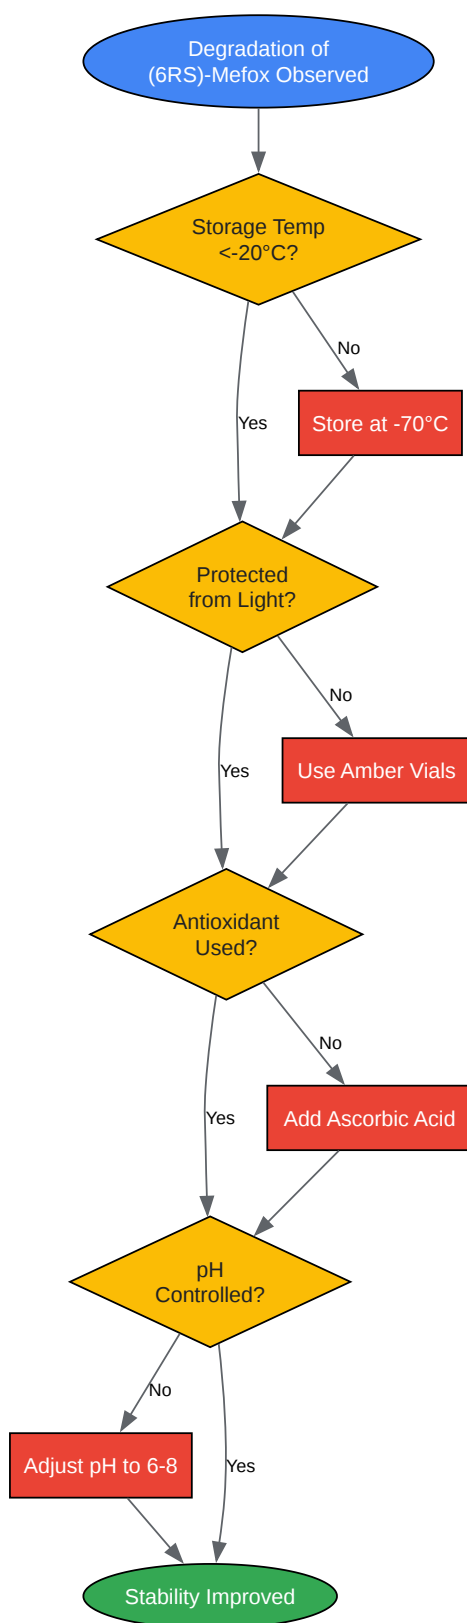 Degradation of
(6RS)-Mefox Observed
Storage Temp
<-20°C?
No
Yes
Store at -70°C
Protected
from Light?
No
Yes
Use Amber Vials
Antioxidant
Used?
No
Yes
Add Ascorbic Acid
pH
Controlled?
No
Adjust pH to 6-8
Yes
Stability Improved